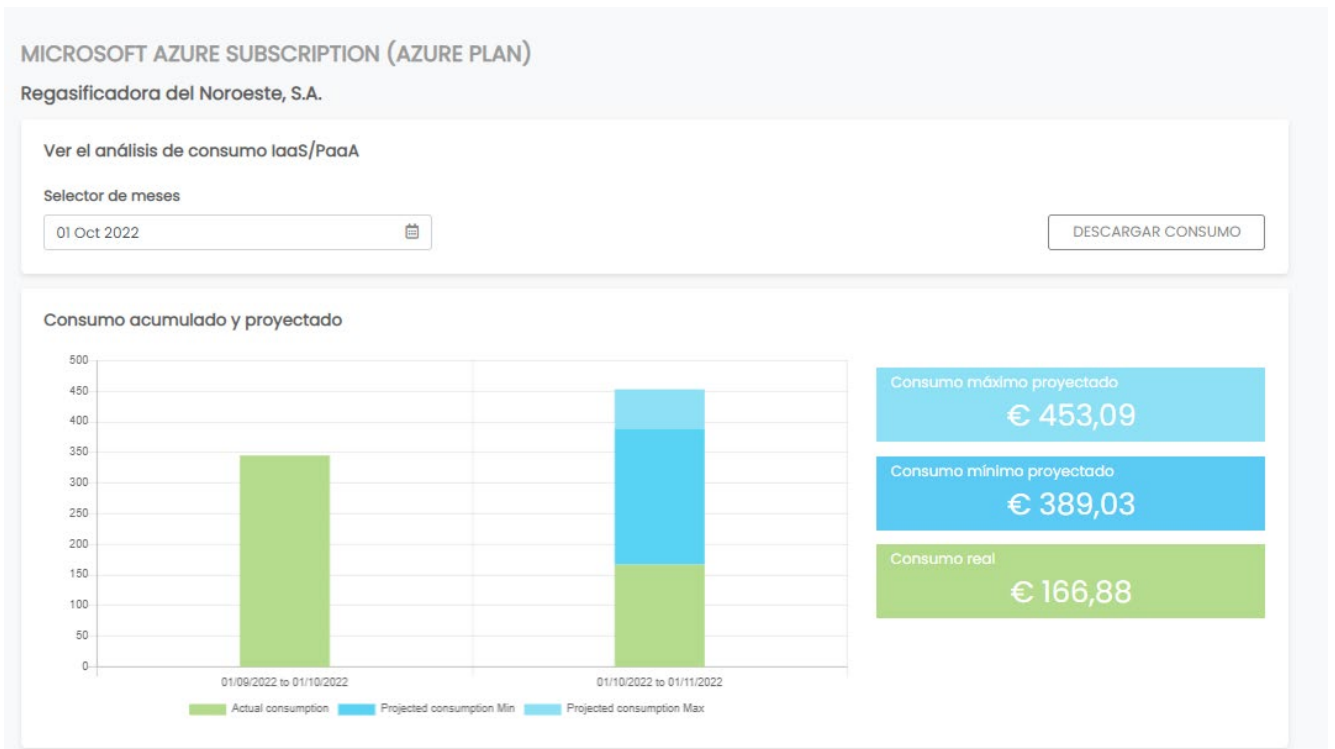 MICROSOFT AZURE SUBSCRIPTION (AZURE PLAN)
Regasificadora del Noroeste, S.A.
Ver el análisis de consumo IaaS/PaaA
Selector de meses
01 Oct 2022
DESCARGAR CONSUMO
Consumo acumulado y proyectado
500
450
400
350
300
250
200
150
100
50
0
01/09/2022 to 01/10/2022
01/10/2022 to 01/11/2022
Actual consumption
Projected consumption Min
Projected consumption Max
Consumo máximo proyectado
€ 453,09
Consumo mínimo proyectado
€ 389,03
Consumo real
€ 166,88